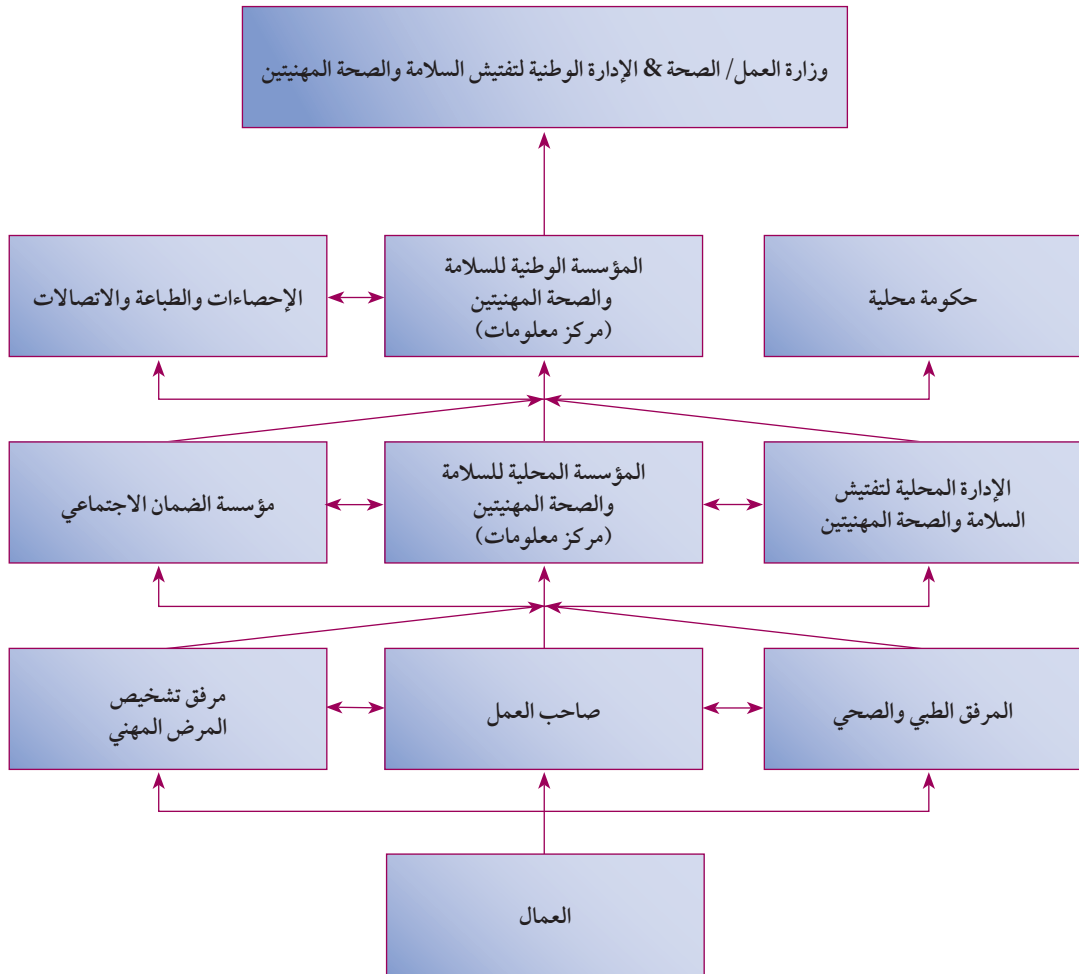 وزارة العمل/ الصحة & الإدارة الوطنية لتفتيش السلامة والصحة المهنيتين
حكومة محلية
المؤسسة الوطنية للسلامة
والصحة المهنيتين
(مركز معلومات)
الإحصاءات والطباعة والاتصالات
الإدارة المحلية لتفتيش
السلامة والصحة المهنيتين
المؤسسة المحلية للسلامة
والصحة المهنيتين
(مركز معلومات)
مؤسسة الضمان الاجتماعي
المرفق الطبي والصحي
صاحب العمل
مرفق تشخيص
المرض المهني
العمال